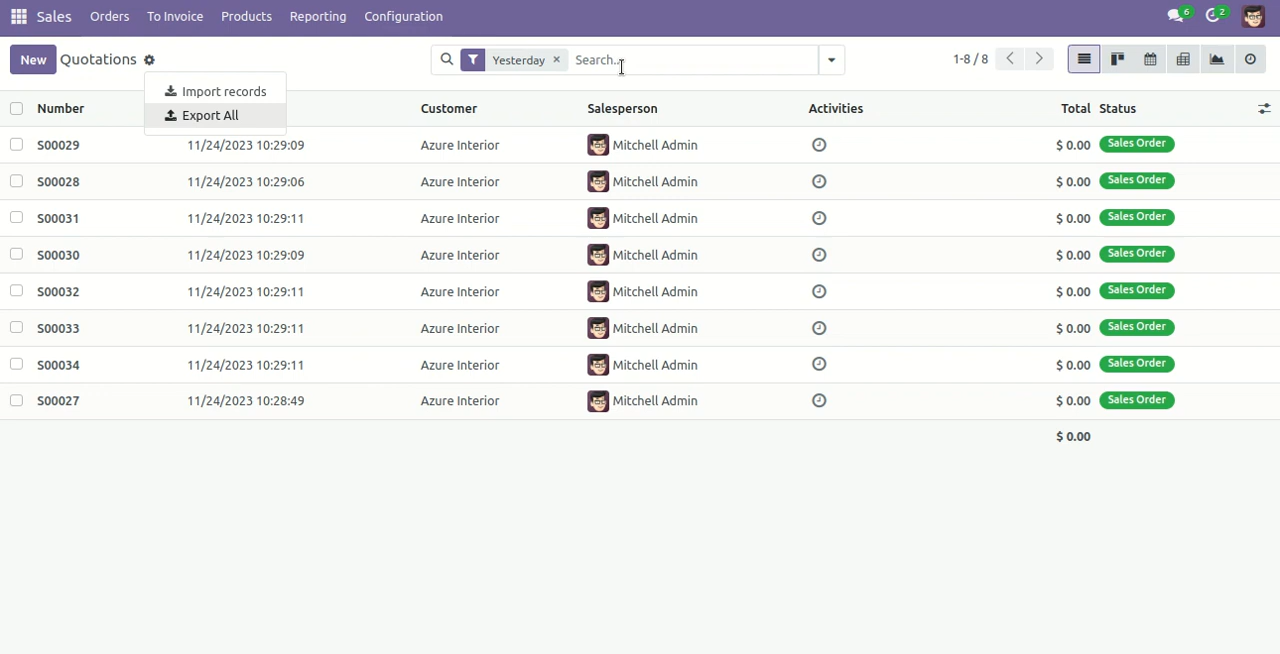 Sales Orders To Invoice Products Reporting Configuration 6 2
New Quotations Yesterday × Search... 1-8 / 8
Import records
Export All
Number Customer Salesperson Activities Total Status
S00029 11/24/2023 10:29:09 Azure Interior Mitchell Admin $ 0.00 Sales Order
S00028 11/24/2023 10:29:06 Azure Interior Mitchell Admin $ 0.00 Sales Order
S00031 11/24/2023 10:29:11 Azure Interior Mitchell Admin $ 0.00 Sales Order
S00030 11/24/2023 10:29:09 Azure Interior Mitchell Admin $ 0.00 Sales Order
S00032 11/24/2023 10:29:11 Azure Interior Mitchell Admin $ 0.00 Sales Order
S00033 11/24/2023 10:29:11 Azure Interior Mitchell Admin $ 0.00 Sales Order
S00034 11/24/2023 10:29:11 Azure Interior Mitchell Admin $ 0.00 Sales Order
S00027 11/24/2023 10:28:49 Azure Interior Mitchell Admin $ 0.00 Sales Order
$ 0.00